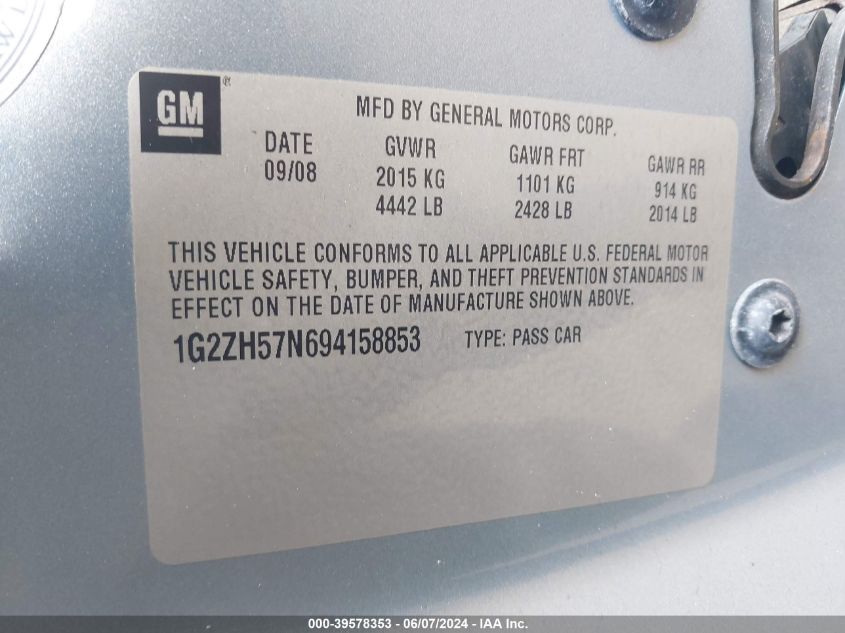 GM
MFD BY GENERAL MOTORS CORP.
DATE GVWR GAWR FRT GAWR RR
09/08 2015 KG 1101 KG 914 KG
4442 LB 2428 LB 2014 LB
THIS VEHICLE CONFORMS TO ALL APPLICABLE U.S. FEDERAL MOTOR
VEHICLE SAFETY, BUMPER, AND THEFT PREVENTION STANDARDS IN
EFFECT ON THE DATE OF MANUFACTURE SHOWN ABOVE.
1G2ZH57N694158853 TYPE: PASS CAR
000-39578353 - 06/07/2024 - IAA Inc.